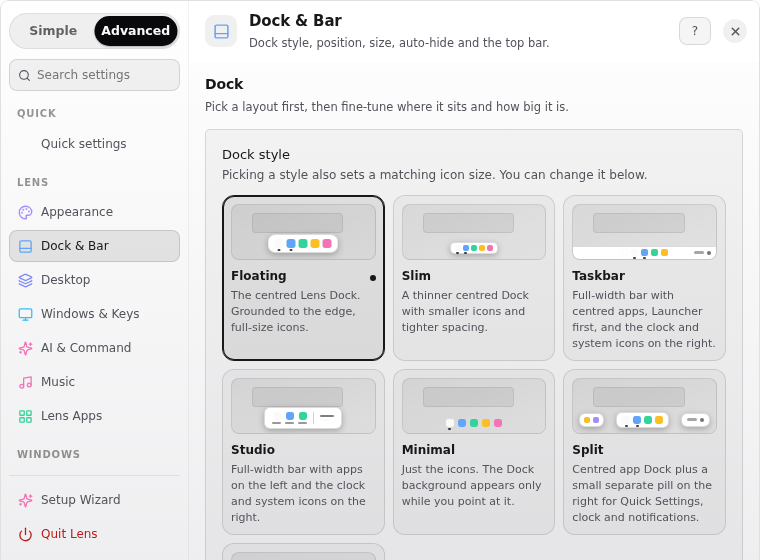 Simple
Advanced
Search settings
QUICK
Quick settings
LENS
Appearance
Dock & Bar
Desktop
Windows & Keys
AI & Command
Music
Lens Apps
WINDOWS
Setup Wizard
Quit Lens
Dock & Bar
Dock style, position, size, auto-hide and the top bar.
?
Dock
Pick a layout first, then fine-tune where it sits and how big it is.
Dock style
Picking a style also sets a matching icon size. You can change it below.
Floating
The centred Lens Dock.
Grounded to the edge,
full-size icons.
Slim
A thinner centred Dock
with smaller icons and
tighter spacing.
Taskbar
Full-width bar with
centred apps, Launcher
first, and the clock and
system icons on the right.
Studio
Full-width bar with apps
on the left and the clock
and system icons on the
right.
Minimal
Just the icons. The Dock
background appears only
while you point at it.
Split
Centred app Dock plus a
small separate pill on the
right for Quick Settings,
clock and notifications.